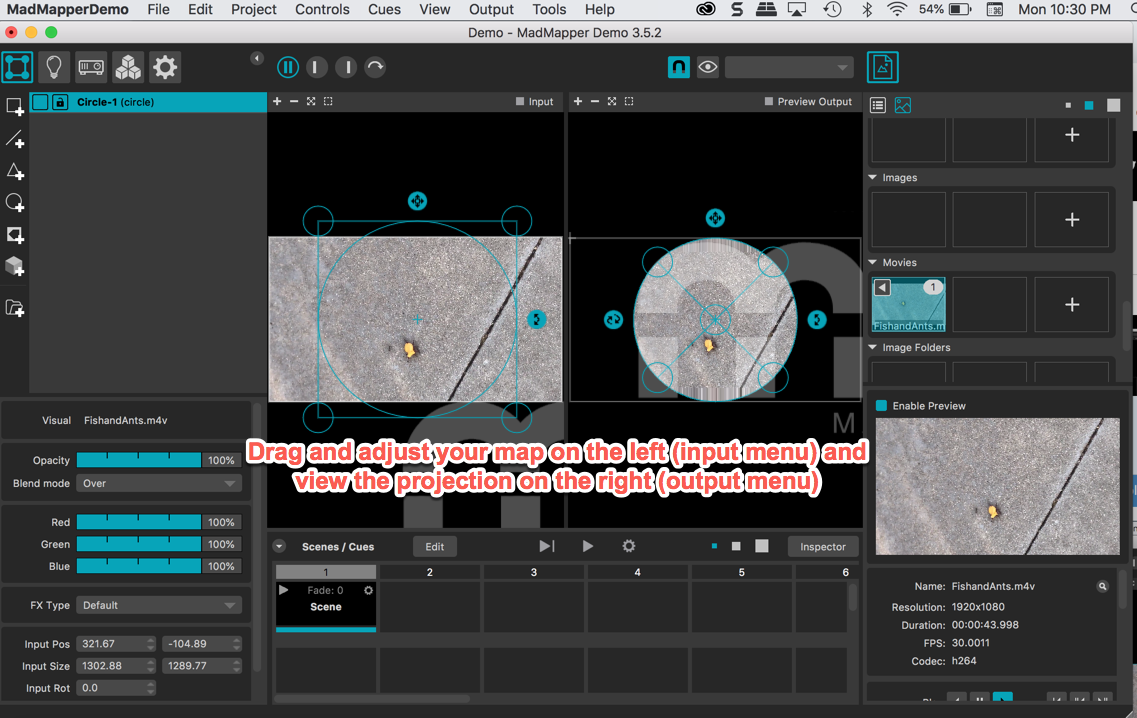 MadMapperDemo File Edit Project Controls Cues View Output Tools Help 54% Mon 10:30 PM
Demo - MadMapper Demo 3.5.2
Circle-1 (circle)
Input
Preview Output
Images
Movies
1
FishandArts.m
Image Folders
Enable Preview
M
Visual FishandAnts.m4v
Opacity 100%
Blend mode Over
Red 100%
Green 100%
Blue 100%
FX Type Default
Input Pos 321.67 -104.89
Input Size 1302.88 1289.77
Input Rot 0.0
Drag and adjust your map on the left (input menu) and
view the projection on the right (output menu)
Scenes / Cues Edit Inspector
1 2 3 4 5 6
Fade: 0
Scene
Name: FishandAnts.m4v
Resolution: 1920x1080
Duration: 00:00:43.998
FPS: 30.0011
Codec: h264